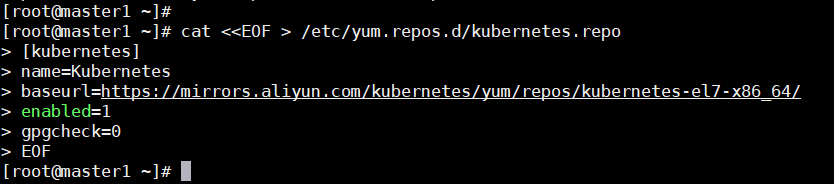 [root@master1 ~]#
[root@master1 ~]# cat <<EOF > /etc/yum.repos.d/kubernetes.repo
> [kubernetes]
> name=Kubernetes
> baseurl=https://mirrors.aliyun.com/kubernetes/yum/repos/kubernetes-el7-x86_64/
> enabled=1
> gpgcheck=0
> EOF
[root@master1 ~]#